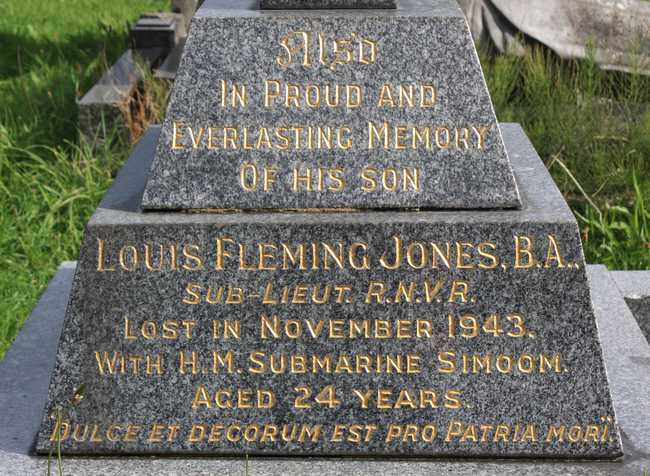 Also
In Proud and
Everlasting Memory
Of his son
Louis Fleming Jones, B.A.,
Sub-Lieut. R.N.V.R.
Lost in November 1943.
With H.M. Submarine Simoom.
Aged 24 years.
"Dulce et decorum est pro Patria mori"